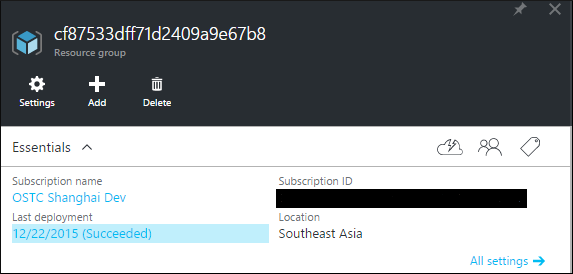 cf87533dff71d2409a9e67b8
Resource group
Settings Add Delete
Essentials
Subscription name Subscription ID
OSTC Shanghai Dev
Last deployment Location
12/22/2015 (Succeeded) Southeast Asia
All settings